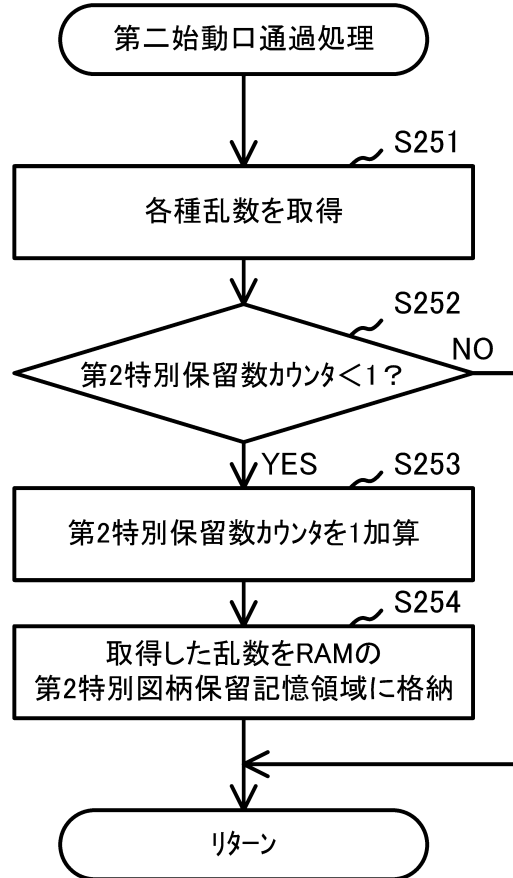 第二始動口通過処理
S251
各種乱数を取得
S252
第2特別保留数ｶｳﾝﾀ＜1？
NO
YES
S253
第2特別保留数ｶｳﾝﾀを1加算
S254
取得した乱数をRAMの
第2特別図柄保留記憶領域に格納
ﾘﾀｰﾝ